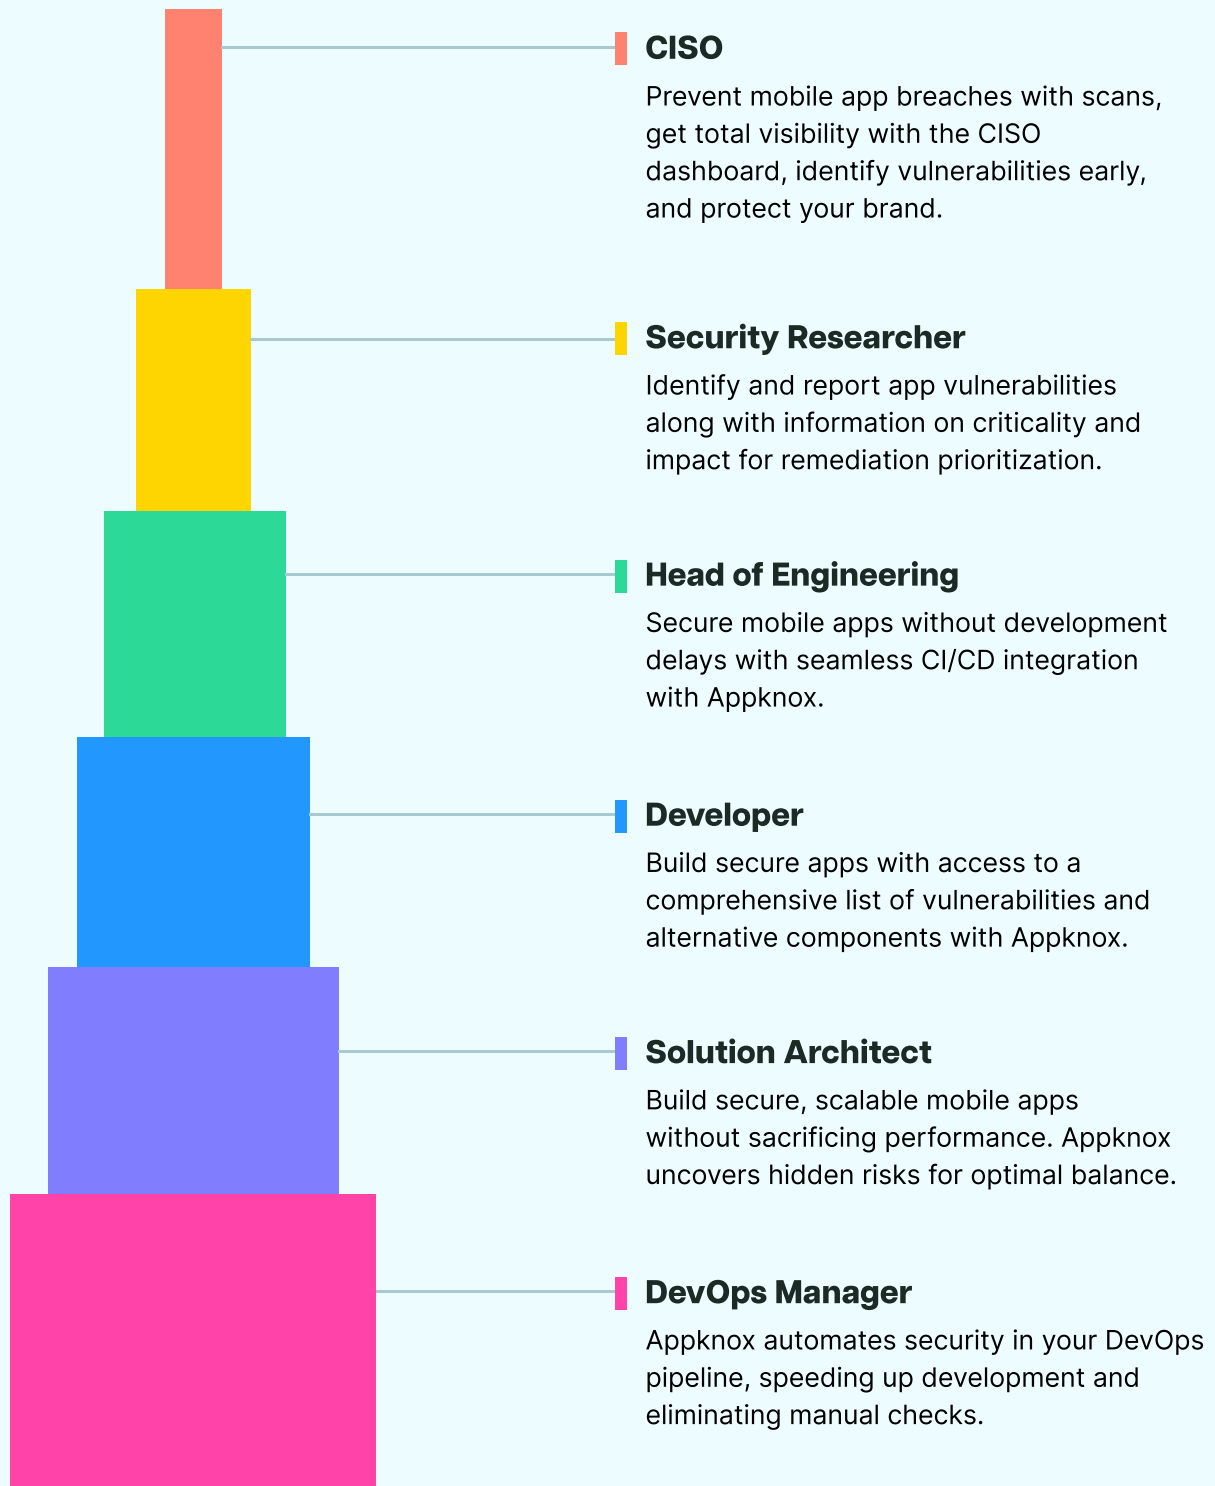 CISO
Prevent mobile app breaches with scans,
get total visibility with the CISO
dashboard, identify vulnerabilities early,
and protect your brand.
Security Researcher
Identify and report app vulnerabilities
along with information on criticality and
impact for remediation prioritization.
Head of Engineering
Secure mobile apps without development
delays with seamless CI/CD integration
with Appknox.
Developer
Build secure apps with access to a
comprehensive list of vulnerabilities and
alternative components with Appknox.
Solution Architect
Build secure, scalable mobile apps
without sacrificing performance. Appknox
uncovers hidden risks for optimal balance.
DevOps Manager
Appknox automates security in your DevOps
pipeline, speeding up development and
eliminating manual checks.